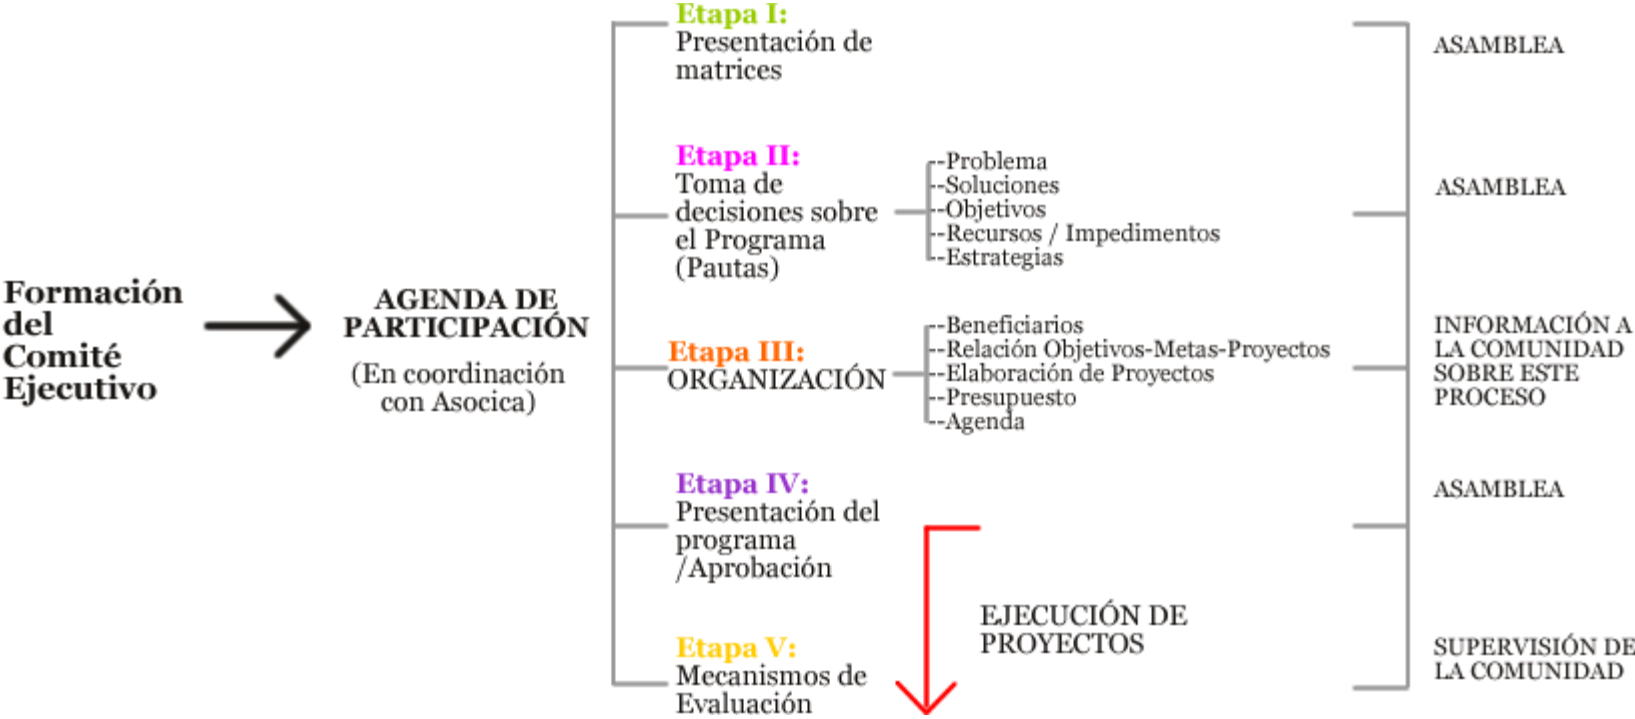 Formación
del
Comité
Ejecutivo
AGENDA DE
PARTICIPACIÓN
(En coordinación
con Asocica)
Etapa I:
Presentación de
matrices
ASAMBLEA
Etapa II:
Toma de
decisiones sobre
el Programa
(Pautas)
--Problema
--Soluciones
--Objetivos
--Recursos / Impedimentos
--Estrategias
ASAMBLEA
Etapa III:
ORGANIZACIÓN
--Beneficiarios
--Relación Objetivos-Metas-Proyectos
--Elaboración de Proyectos
--Presupuesto
--Agenda
INFORMACIÓN A
LA COMUNIDAD
SOBRE ESTE
PROCESO
Etapa IV:
Presentación del
programa
/Aprobación
ASAMBLEA
EJECUCIÓN DE
PROYECTOS
Etapa V:
Mecanismos de
Evaluación
SUPERVISIÓN DE
LA COMUNIDAD